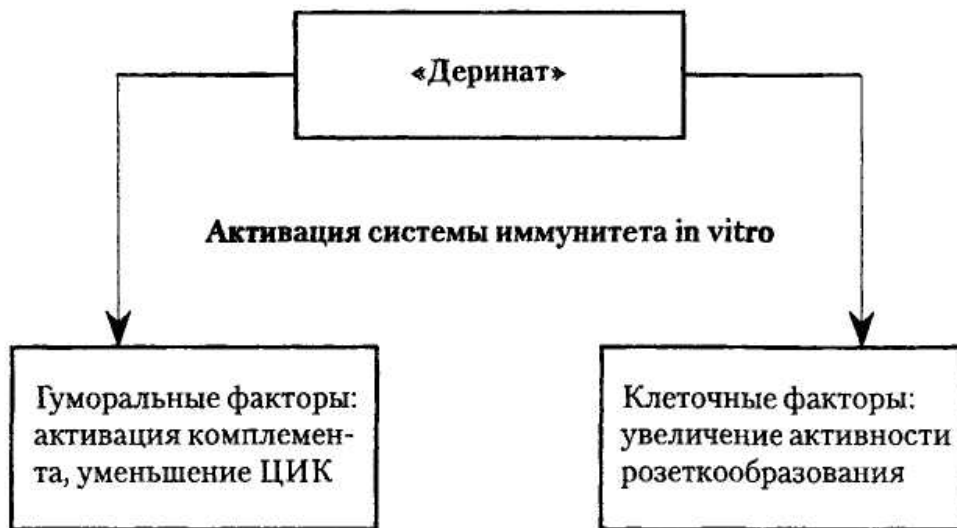 «Деринат»
Активация системы иммунитета in vitro
Гуморальные факторы:
активация комплемен-
та, уменьшение ЦИК
Клеточные факторы:
увеличение активности
розеткообразования